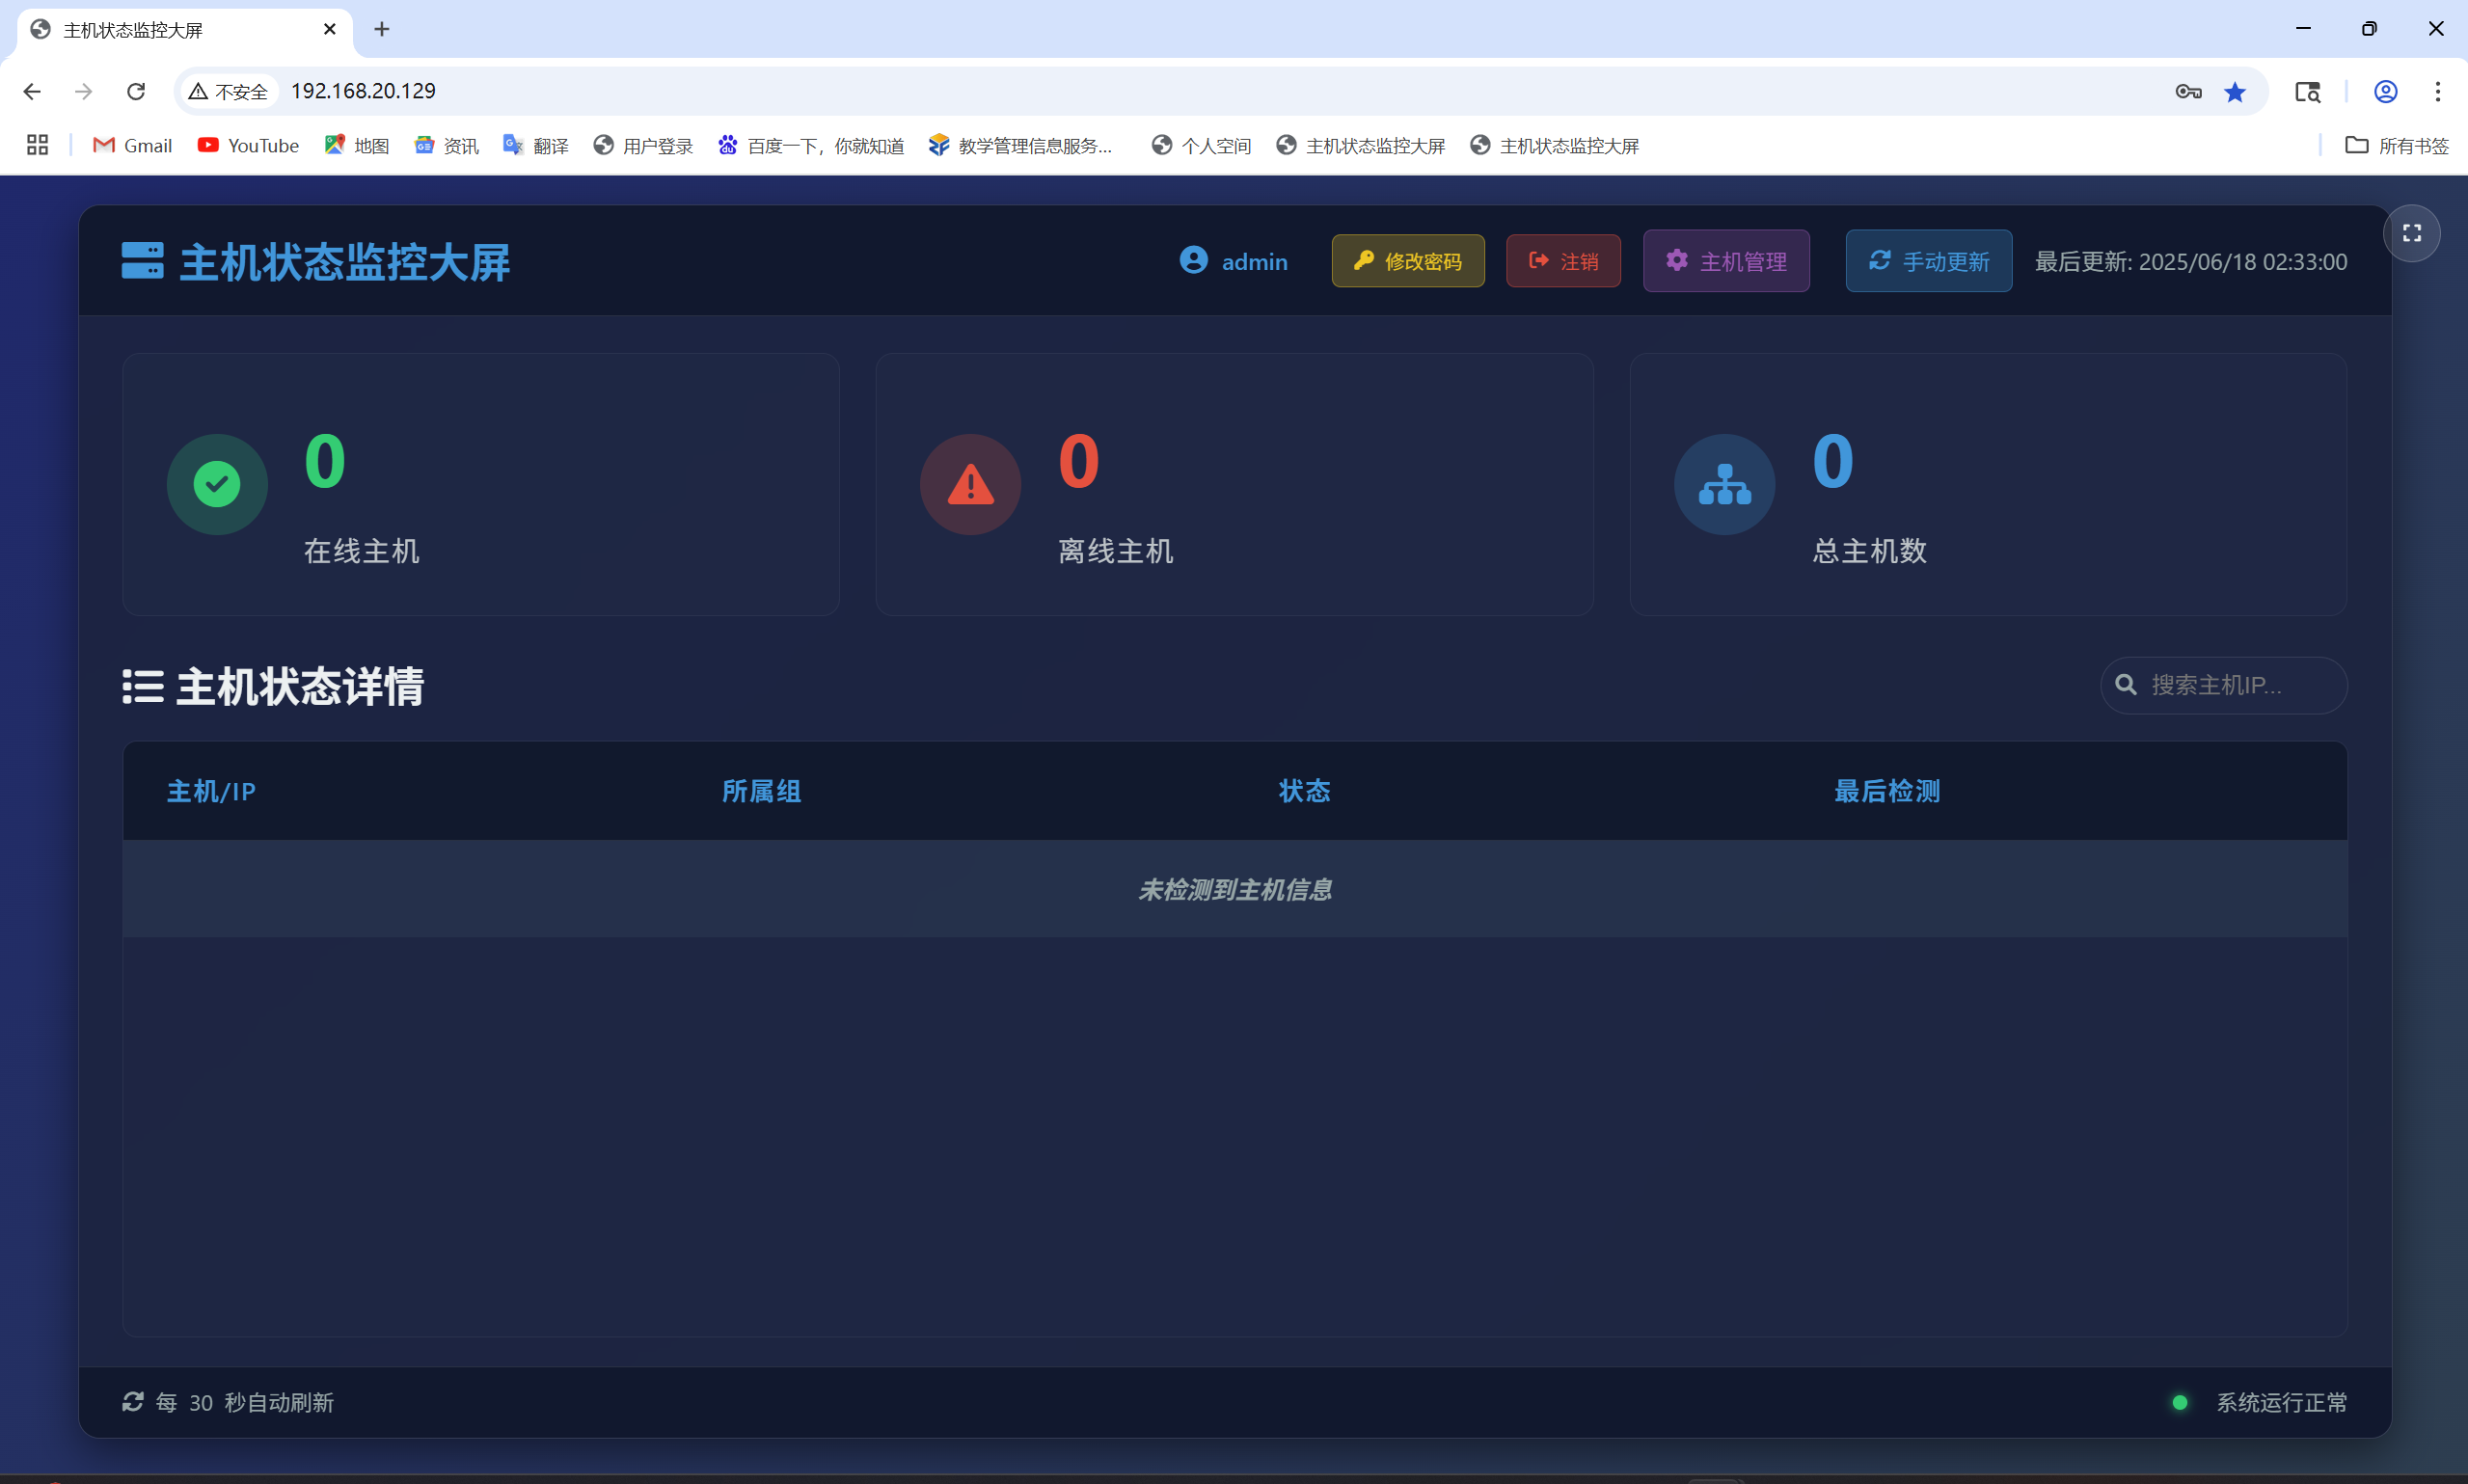 主机状态监控大屏
不安全 192.168.20.129
Gmail YouTube 地图 资讯 翻译 用户登录 百度一下，你就知道 教学管理信息服务... 个人空间 主机状态监控大屏 主机状态监控大屏 所有书签
主机状态监控大屏 admin 修改密码 注销 主机管理 手动更新 最后更新: 2025/06/18 02:33:00
0 0 0
在线主机 离线主机 总主机数
主机状态详情 搜索主机IP...
主机/IP 所属组 状态 最后检测
未检测到主机信息
每 30 秒自动刷新 系统运行正常